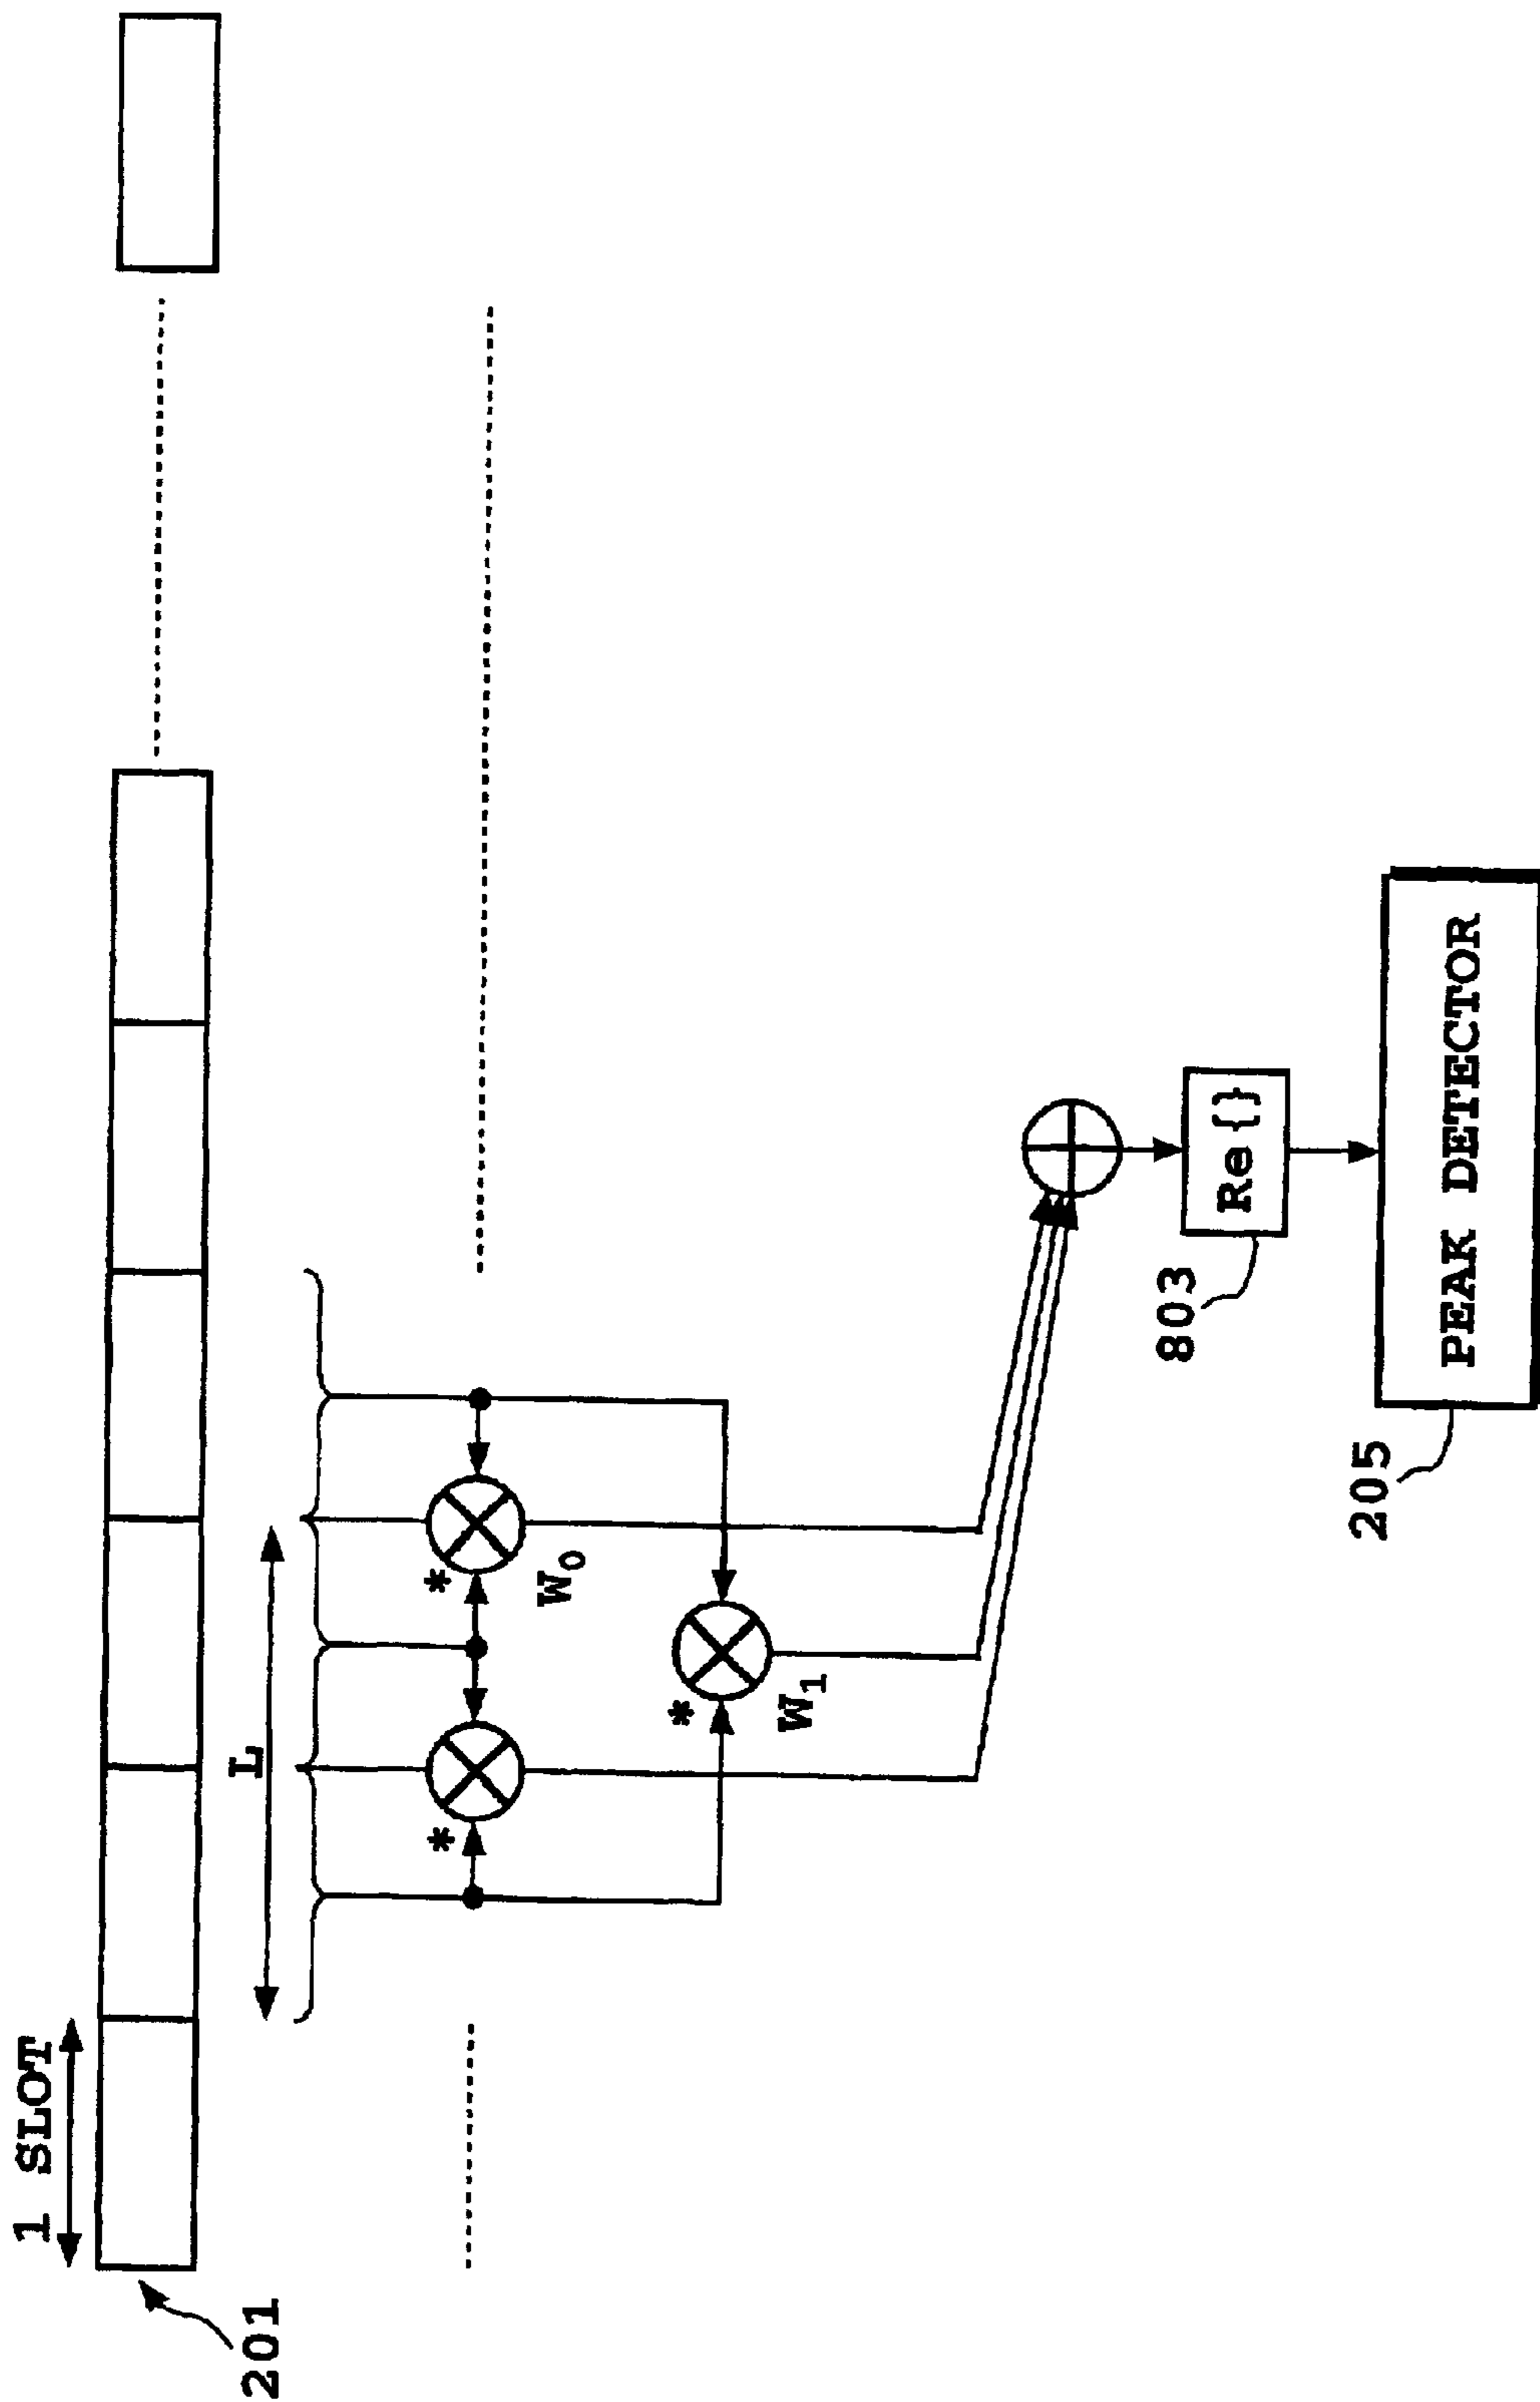 1 SLOT
201
L
*
*
W0
*
W1
803
Re{}
205
PEAK DETECTOR